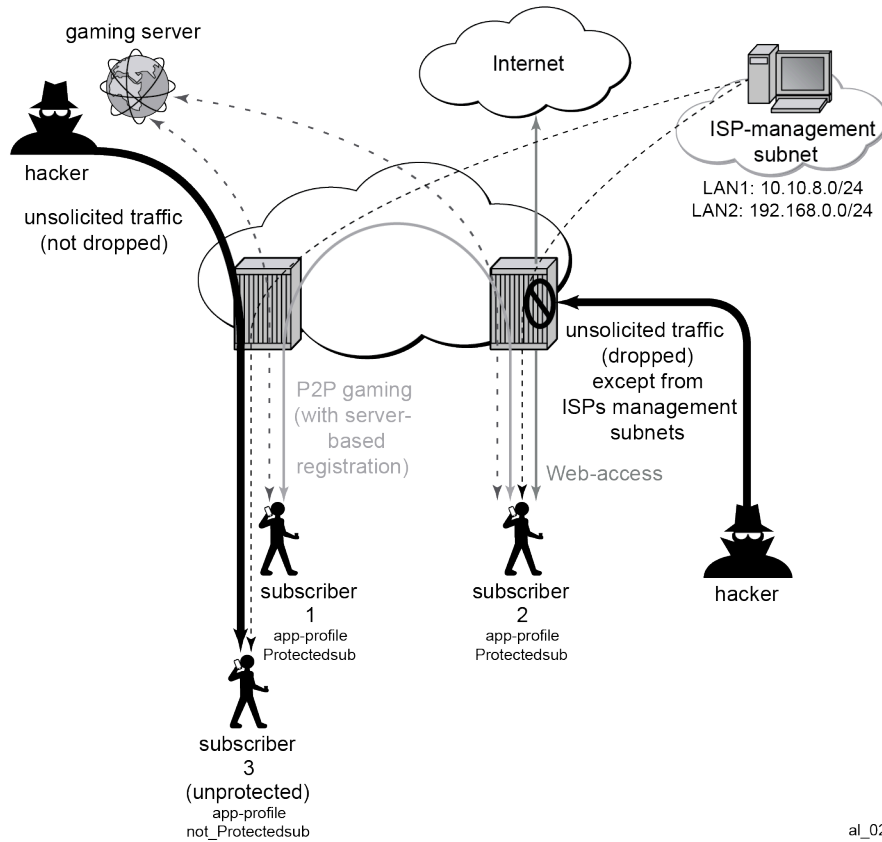 gaming server
Internet
ISP-management
subnet
LAN1: 10.10.8.0/24
LAN2: 192.168.0.0/24
hacker
unsolicited traffic
(not dropped)
unsolicited traffic
(dropped)
except from
ISPs management
subnets
P2P gaming
(with server-
based
registration)
Web-access
subscriber
1
app-profile
Protectedsub
subscriber
2
app-profile
Protectedsub
hacker
subscriber
3
(unprotected)
app-profile
not_Protectedsub
al_02